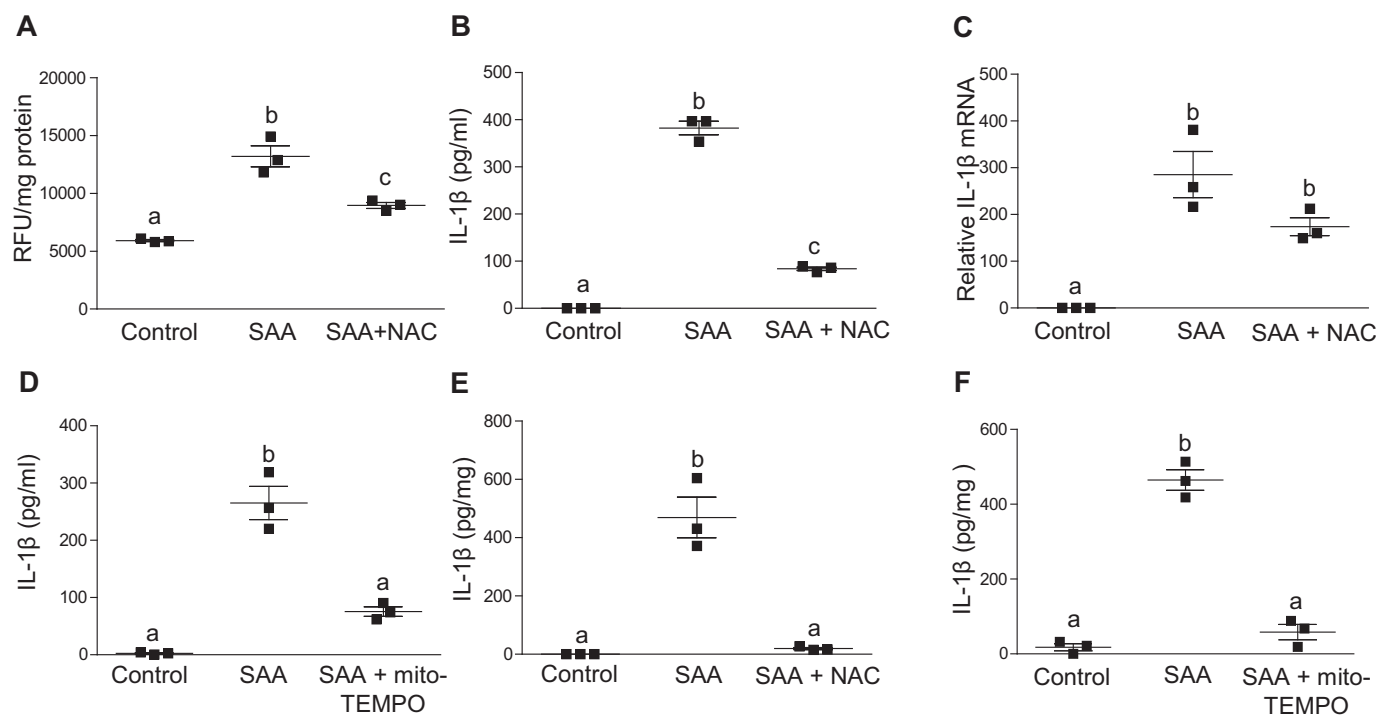 A
RFU/mg protein
20000
15000
10000
5000
0
a
b
c
Control
SAA
SAA+NAC
B
IL-1β (pg/ml)
500
400
300
200
100
0
a
b
c
Control
SAA
SAA + NAC
C
Relative IL-1β mRNA
500
400
300
200
100
0
a
b
b
Control
SAA
SAA + NAC
D
IL-1β (pg/ml)
400
300
200
100
0
a
b
a
Control
SAA
SAA + mito-
TEMPO
E
IL-1β (pg/mg)
800
600
400
200
0
a
b
a
Control
SAA
SAA + NAC
F
IL-1β (pg/mg )
600
400
200
0
a
b
a
Control
SAA
SAA + mito-
TEMPO